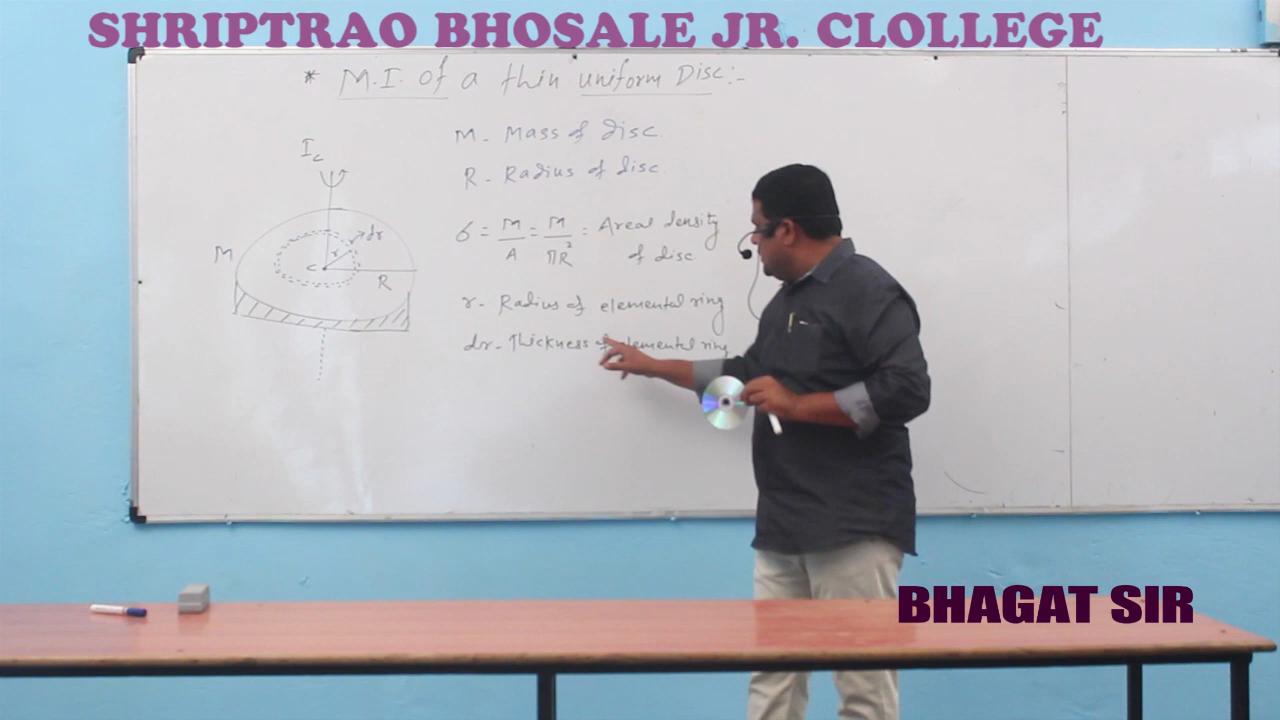 SHRIPTRAO BHOSALE JR. CLOLLEGE
* M.I. of a thin uniform Disc:-
M - Mass of disc.
R - Radius of disc.
σ = M/A = M/πR² = Areal density
of disc
r - Radius of elemental ring
dr - Thickness of elemental ring
I_c
M
dr
r
c
R
BHAGAT SIR